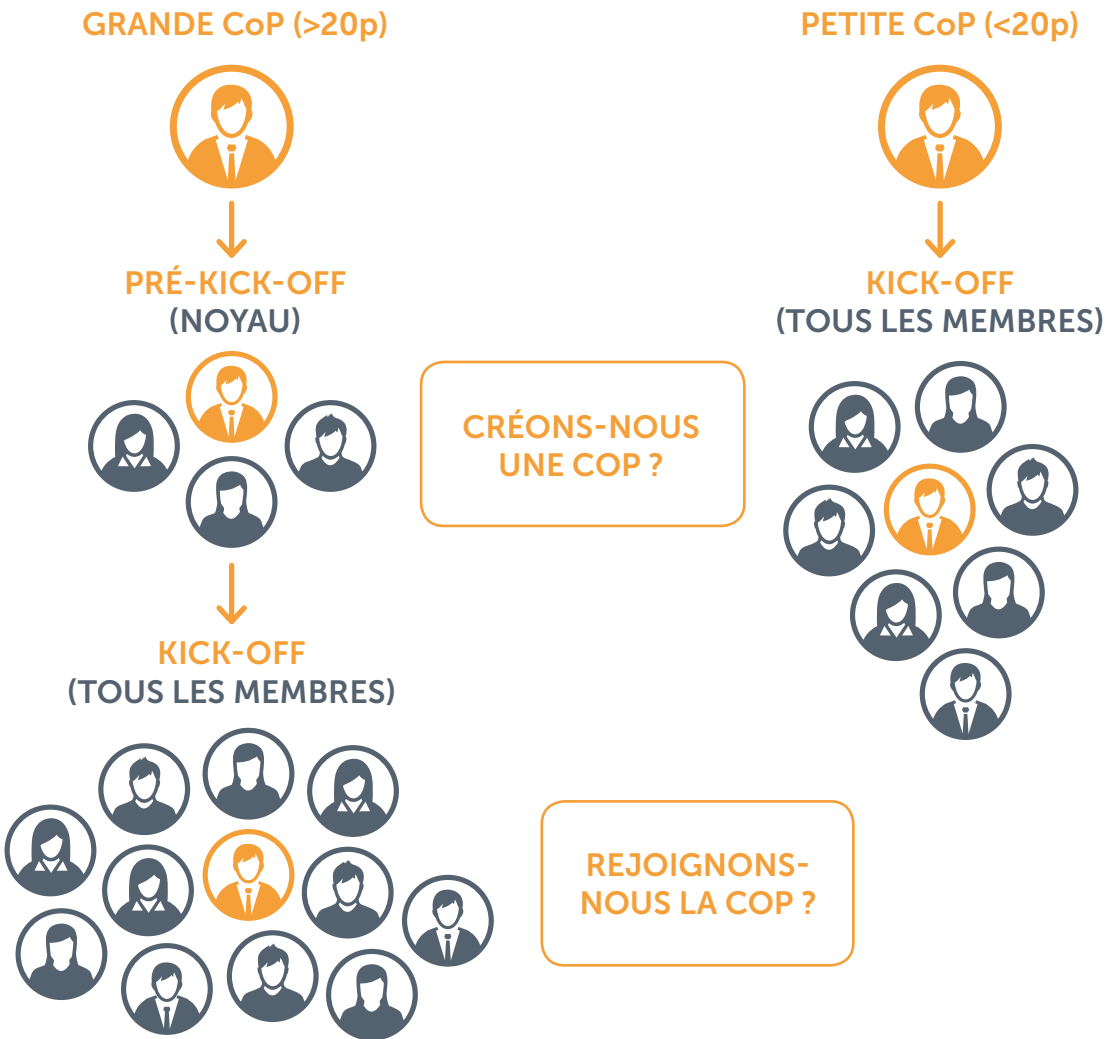 GRANDE CoP (>20p)
PETITE CoP (<20p)
PRÉ-KICK-OFF
(NOYAU)
KICK-OFF
(TOUS LES MEMBRES)
CRÉONS-NOUS
UNE COP ?
KICK-OFF
(TOUS LES MEMBRES)
REJOIGNONS-
NOUS LA COP ?